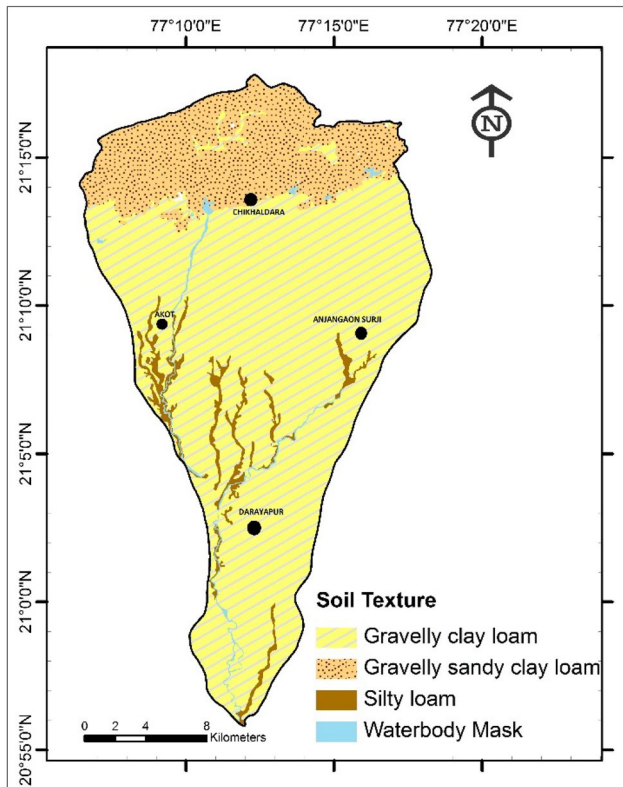 77°10'0"E 77°15'0"E 77°20'0"E
N
21°15'0"N
CHIKHALDARA
21°10'0"N
AKOT
ANJANGAON SURJI
21°5'0"N
DARAYAPUR
21°0'0"N
Soil Texture
Gravelly clay loam
Gravelly sandy clay loam
Silty loam
Waterbody Mask
0 2 4 8
Kilometers
20°55'0"N